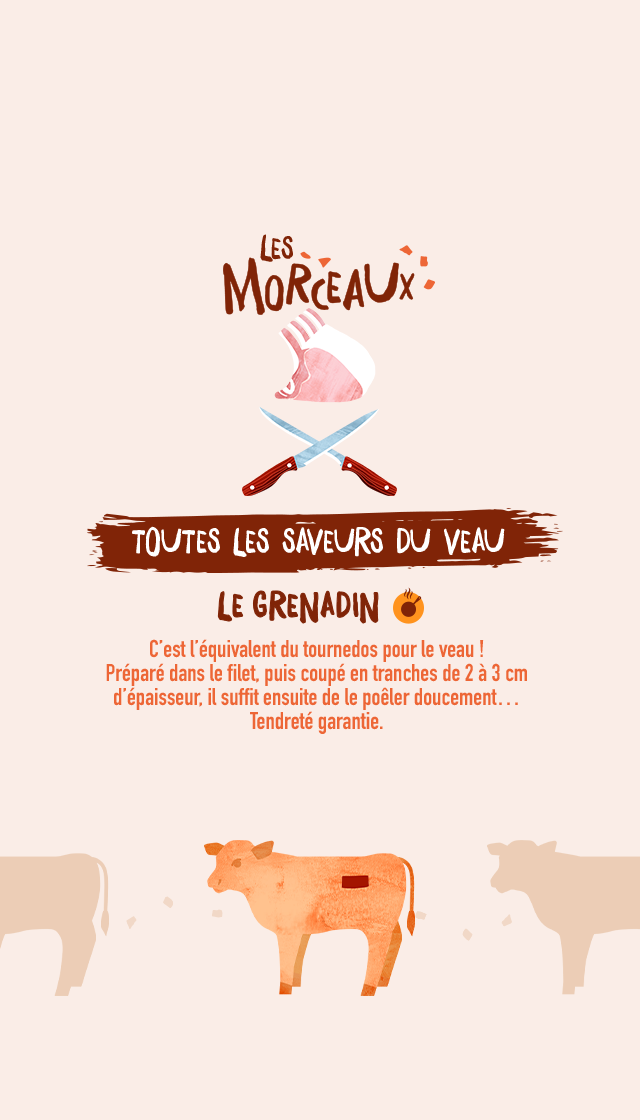 LES
MORCEAUX
TOUTES LES SAVEURS DU VEAU
LE GRENADIN
C’est l’équivalent du tournedos pour le veau !
Préparé dans le filet, puis coupé en tranches de 2 à 3 cm
d’épaisseur, il suffit ensuite de le poêler doucement...
Tendreté garantie.